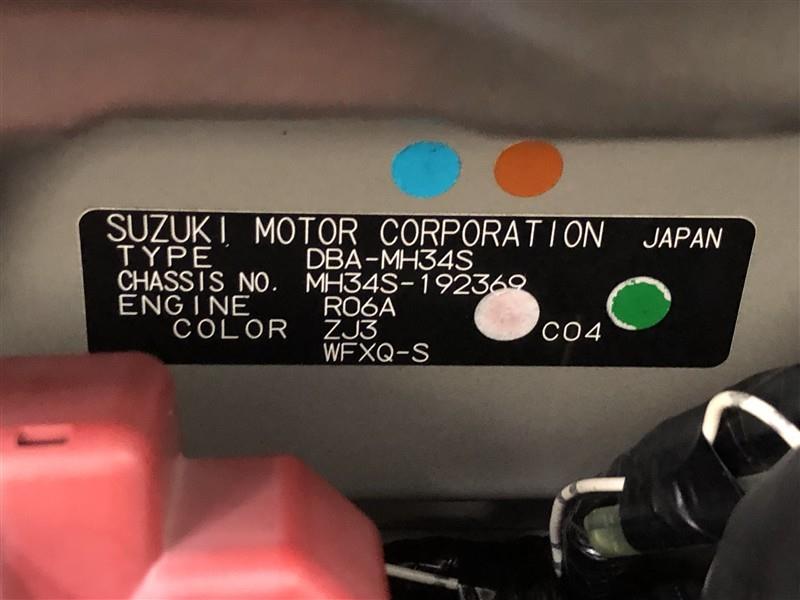 SUZUKI MOTOR CORPORATION JAPAN
TYPE DBA-MH34S
CHASSIS NO. MH34S-192369
ENGINE R06A
COLOR ZJ3 C04
WFXQ-S